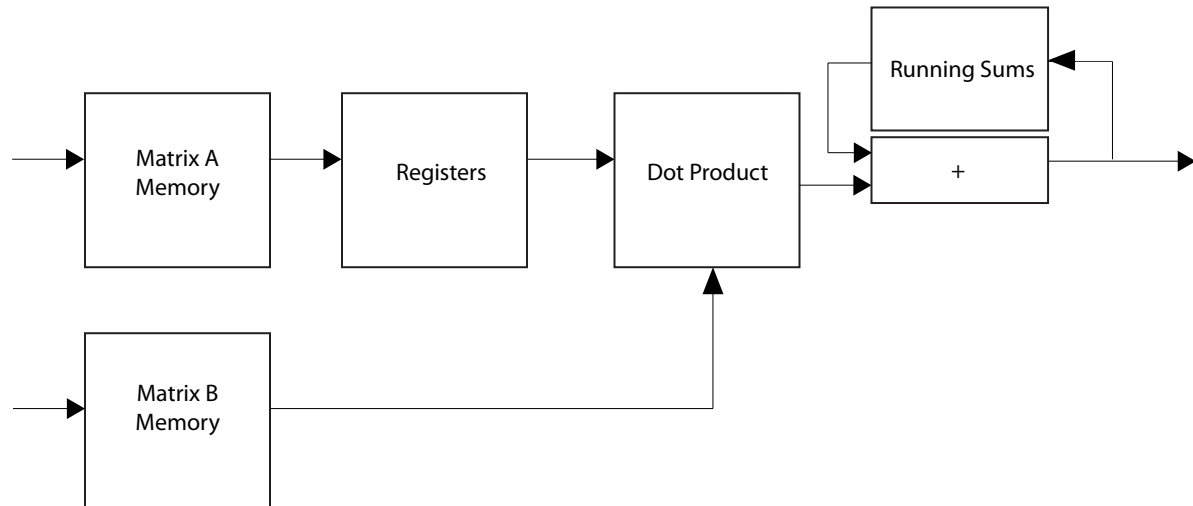 Running Sums
Matrix A
Memory
Registers
Dot Product
+
Matrix B
Memory